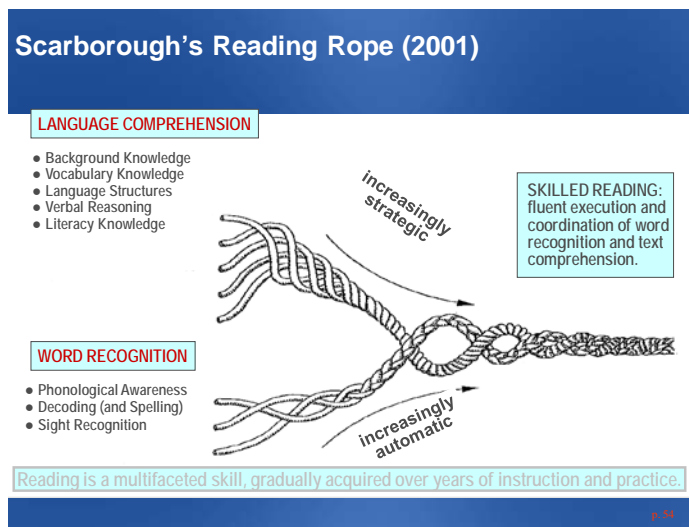 Scarborough's Reading Rope (2001)
LANGUAGE COMPREHENSION
● Background Knowledge
● Vocabulary Knowledge
● Language Structures
● Verbal Reasoning
● Literacy Knowledge
increasingly
strategic
SKILLED READING:
fluent execution and
coordination of word
recognition and text
comprehension.
WORD RECOGNITION
● Phonological Awareness
● Decoding (and Spelling)
● Sight Recognition
increasingly
automatic
Reading is a multifaceted skill, gradually acquired over years of instruction and practice.
p. 54